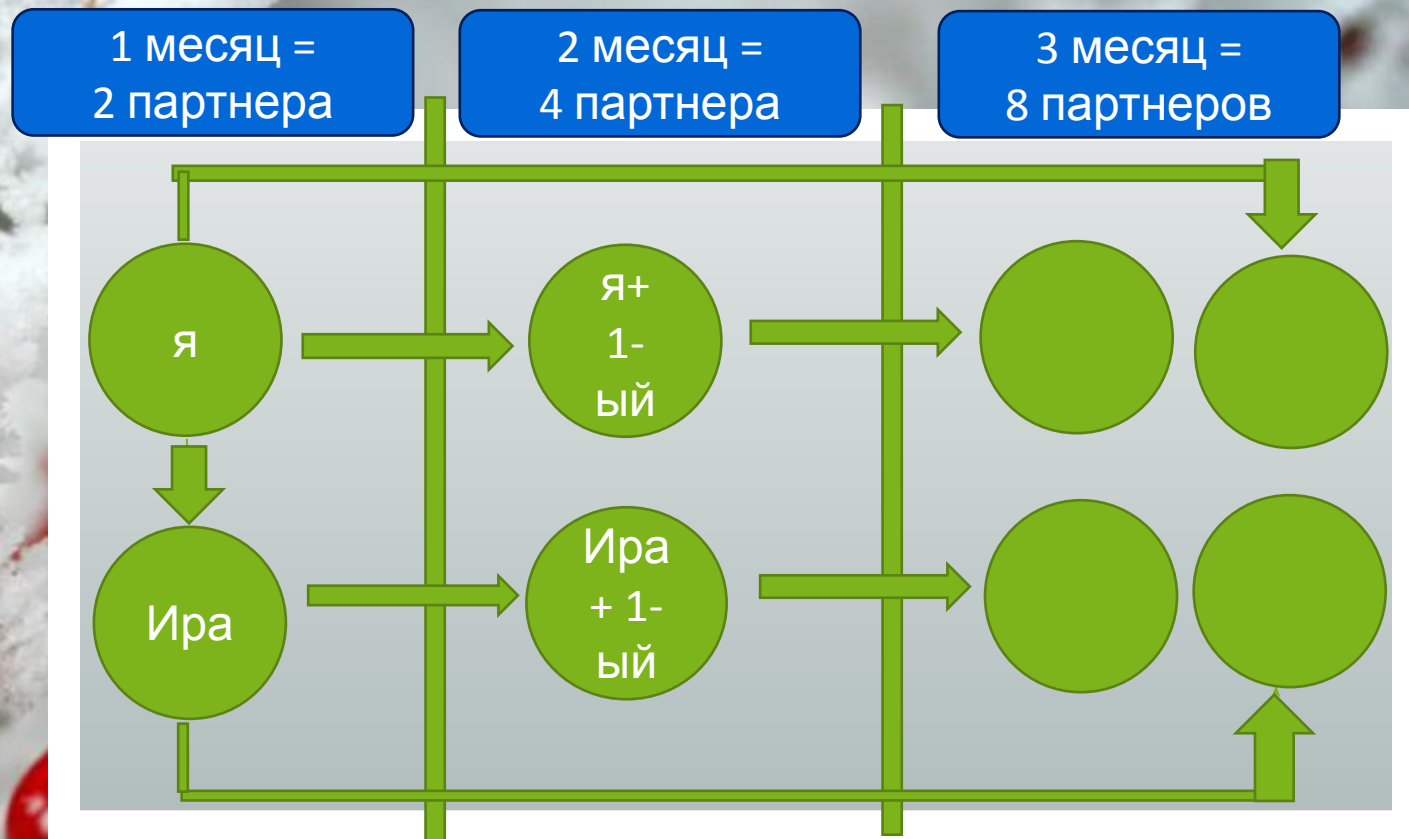 1 месяц =
2 партнера
2 месяц =
4 партнера
3 месяц =
8 партнеров
я
я+
1-
ый
Ира
Ира
+ 1-
ый